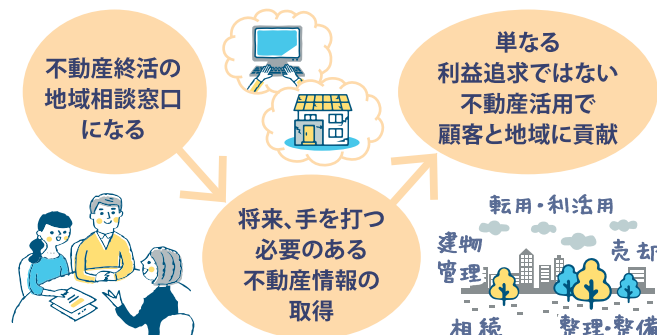 不動産終活の
地域相談窓口
になる
将来、手を打つ
必要のある
不動産情報の
取得
単なる
利益追求ではない
不動産活用で
顧客と地域に貢献
転用・利活用
建物
管理
売却
相続
整理・整備